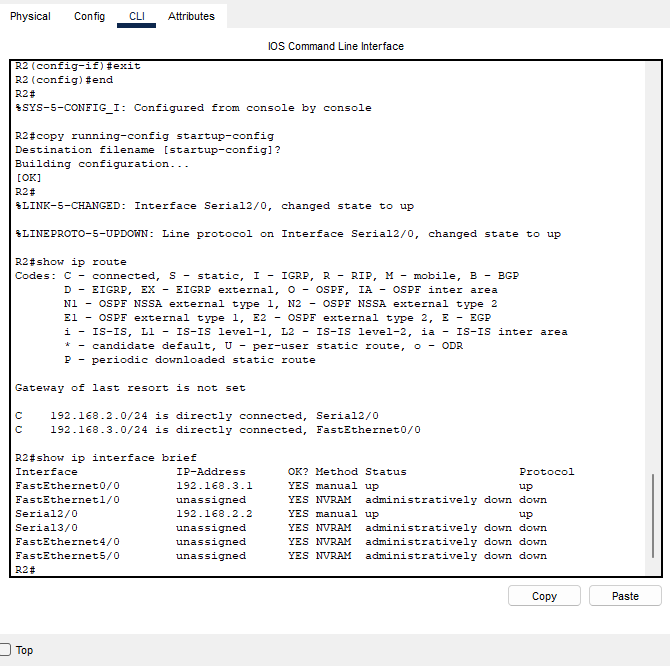 Physical Config CLI Attributes
IOS Command Line Interface
R2(config-if)#exit
R2(config)#end
R2#
%SYS-5-CONFIG_I: Configured from console by console
R2#copy running-config startup-config
Destination filename [startup-config]?
Building configuration...
[OK]
R2#
%LINK-5-CHANGED: Interface Serial2/0, changed state to up
%LINEPROTO-5-UPDOWN: Line protocol on Interface Serial2/0, changed state to up
R2#show ip route
Codes: C - connected, S - static, I - IGRP, R - RIP, M - mobile, B - BGP
D - EIGRP, EX - EIGRP external, O - OSPF, IA - OSPF inter area
N1 - OSPF NSSA external type 1, N2 - OSPF NSSA external type 2
E1 - OSPF external type 1, E2 - OSPF external type 2, E - EGP
i - IS-IS, L1 - IS-IS level-1, L2 - IS-IS level-2, ia - IS-IS inter area
* - candidate default, U - per-user static route, o - ODR
P - periodic downloaded static route
Gateway of last resort is not set
C 192.168.2.0/24 is directly connected, Serial2/0
C 192.168.3.0/24 is directly connected, FastEthernet0/0
R2#show ip interface brief
Interface IP-Address OK? Method Status Protocol
FastEthernet0/0 192.168.3.1 YES manual up up
FastEthernet1/0 unassigned YES NVRAM administratively down down
Serial2/0 192.168.2.2 YES manual up up
Serial3/0 unassigned YES NVRAM administratively down down
FastEthernet4/0 unassigned YES NVRAM administratively down down
FastEthernet5/0 unassigned YES NVRAM administratively down down
R2#
Copy Paste
Top